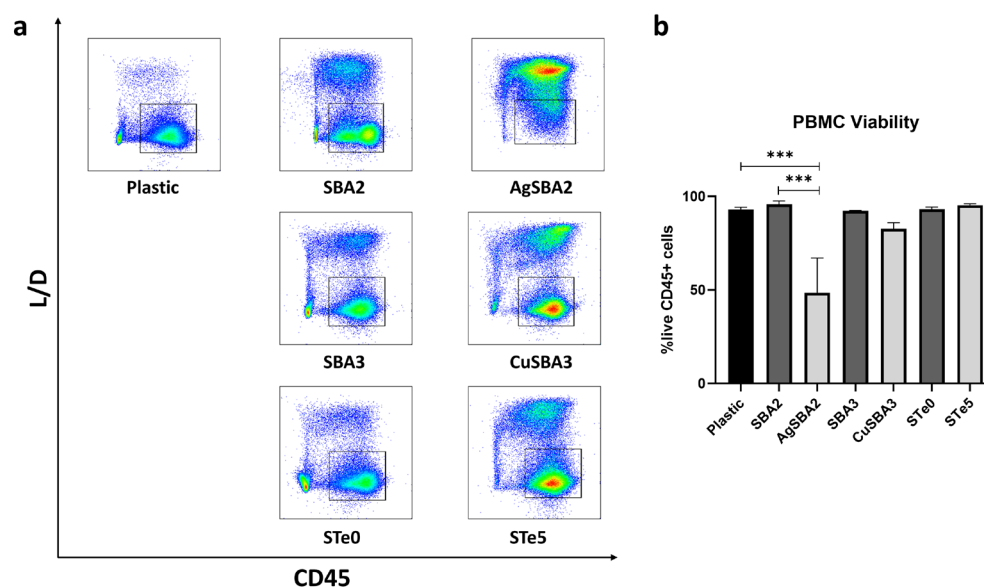 a
L/D
Plastic
SBA2
AgSBA2
SBA3
CuSBA3
STe0
STe5
CD45
b
PBMC Viability
***
***
%live CD45+ cells
100
50
0
Plastic
SBA2
AgSBA2
SBA3
CuSBA3
STe0
STe5